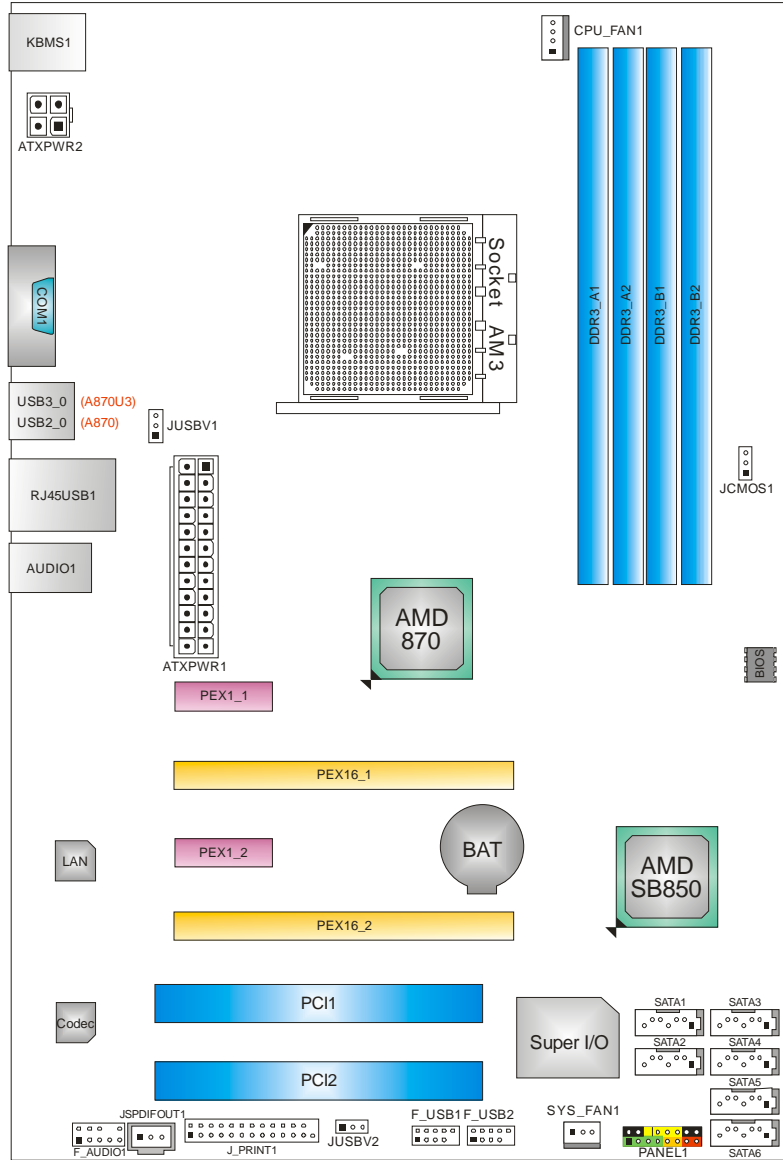 KBMS1
CPU_FAN1
ATXPWR2
Socket AM3
DDR3_A1
DDR3_A2
DDR3_B1
DDR3_B2
COM1
USB3_0 (A870U3)
USB2_0 (A870)
JUSBV1
RJ45USB1
JCMOS1
AUDIO1
AMD
870
ATXPWR1
BIOS
PEX1_1
PEX16_1
LAN
PEX1_2
BAT
AMD
SB850
PEX16_2
PCI1
Codec
Super I/O
SATA1
SATA3
SATA2
SATA4
PCI2
SATA5
JSPDIFOUT1
F_USB1
F_USB2
SYS_FAN1
F_AUDIO1
J_PRINT1
JUSBV2
PANEL1
SATA6